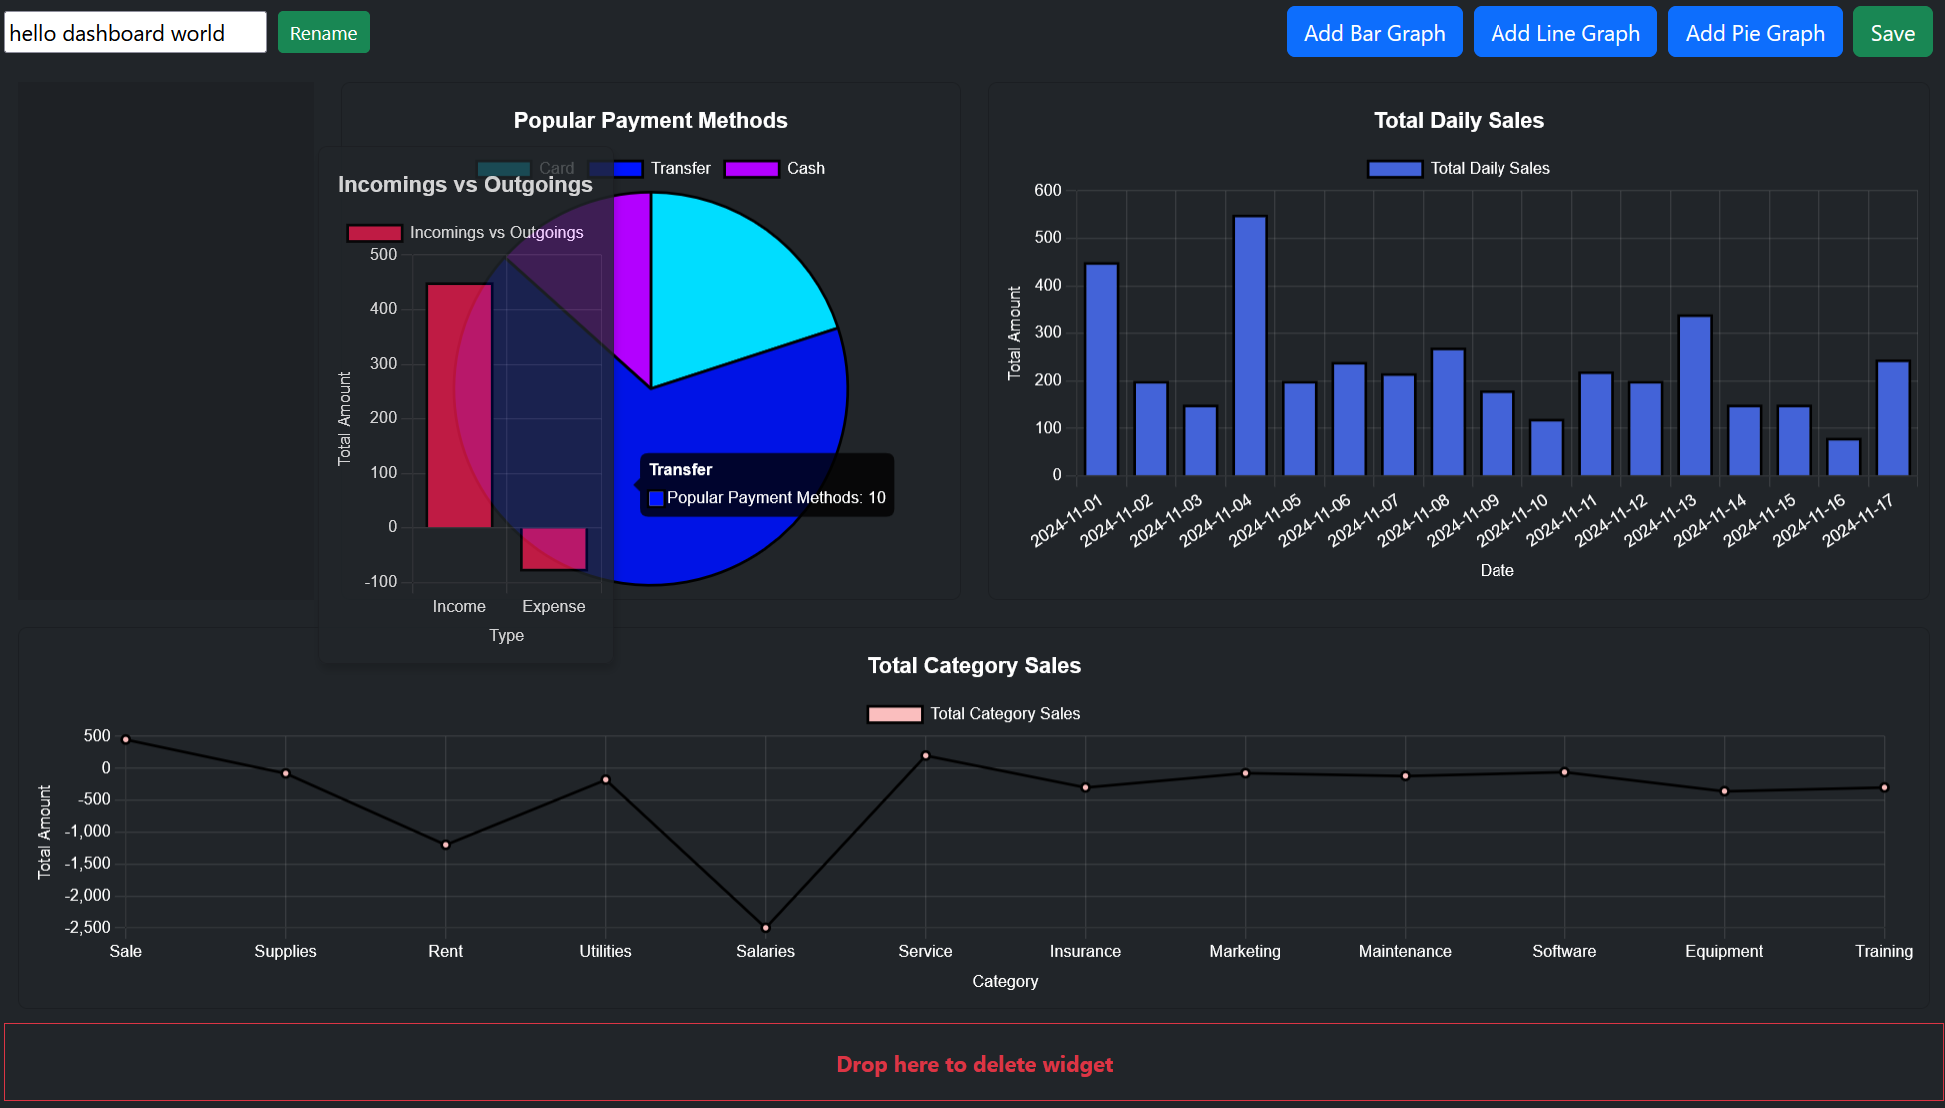 hello dashboard world
Rename
Add Bar Graph
Add Line Graph
Add Pie Graph
Save
Popular Payment Methods
Card
Transfer
Cash
Transfer
Popular Payment Methods: 10
Incomings vs Outgoings
Incomings vs Outgoings
500
400
300
200
100
0
-100
Total Amount
Income
Expense
Type
Total Daily Sales
Total Daily Sales
600
500
400
300
200
100
0
Total Amount
2024-11-01
2024-11-02
2024-11-03
2024-11-04
2024-11-05
2024-11-06
2024-11-07
2024-11-08
2024-11-09
2024-11-10
2024-11-11
2024-11-12
2024-11-13
2024-11-14
2024-11-15
2024-11-16
2024-11-17
Date
Total Category Sales
Total Category Sales
500
0
-500
-1,000
-1,500
-2,000
-2,500
Total Amount
Sale
Supplies
Rent
Utilities
Salaries
Service
Insurance
Marketing
Maintenance
Software
Equipment
Training
Category
Drop here to delete widget